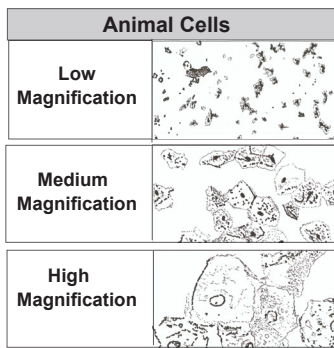 Animal Cells
Low
Magnification
Medium
Magnification
High
Magnification